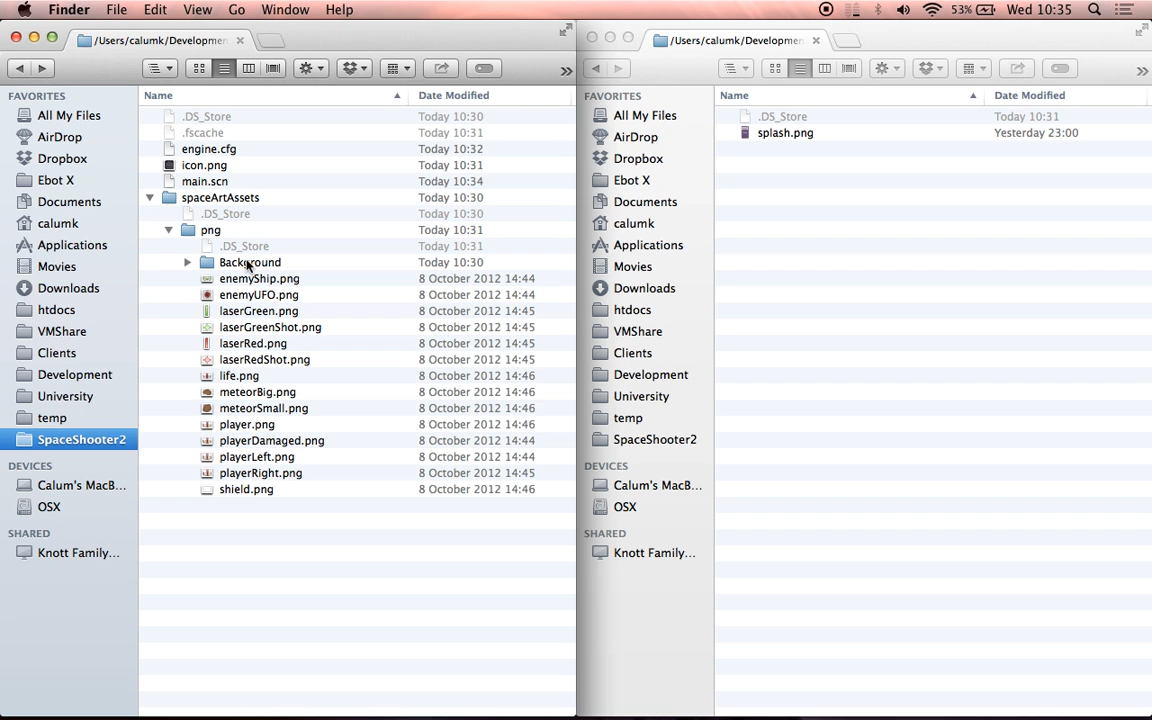 Finder File Edit View Go Window Help 53% Wed 10:35
/Users/calumk/Developmen
Name Date Modified
FAVORITES
All My Files
AirDrop
Dropbox
Ebot X
Documents
calumk
Applications
Movies
Downloads
htdocs
VMShare
Clients
Development
University
temp
SpaceShooter2
DEVICES
Calum's MacB...
OSX
SHARED
Knott Family...
.DS_Store Today 10:30
.fscache Today 10:31
engine.cfg Today 10:32
icon.png Today 10:31
main.scn Today 10:34
spaceArtAssets Today 10:30
.DS_Store Today 10:30
png Today 10:31
.DS_Store Today 10:31
Background Today 10:30
enemyShip.png 8 October 2012 14:44
enemyUFO.png 8 October 2012 14:44
laserGreen.png 8 October 2012 14:45
laserGreenShot.png 8 October 2012 14:45
laserRed.png 8 October 2012 14:45
laserRedShot.png 8 October 2012 14:45
life.png 8 October 2012 14:46
meteorBig.png 8 October 2012 14:46
meteorSmall.png 8 October 2012 14:46
player.png 8 October 2012 14:46
playerDamaged.png 8 October 2012 14:44
playerLeft.png 8 October 2012 14:44
playerRight.png 8 October 2012 14:45
shield.png 8 October 2012 14:46
/Users/calumk/Developmen
Name Date Modified
FAVORITES
All My Files
AirDrop
Dropbox
Ebot X
Documents
calumk
Applications
Movies
Downloads
htdocs
VMShare
Clients
Development
University
temp
SpaceShooter2
DEVICES
Calum's MacB...
OSX
SHARED
Knott Family...
.DS_Store Today 10:31
splash.png Yesterday 23:00